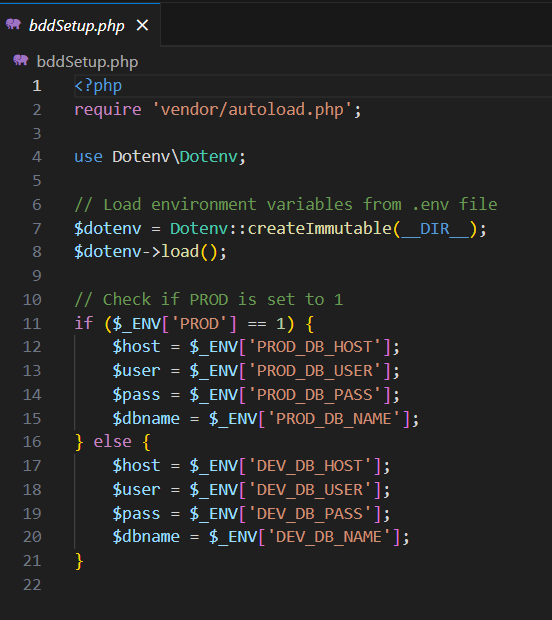 bddSetup.php ×
bddSetup.php
1 <?php
2 require 'vendor/autoload.php';
3
4 use Dotenv\Dotenv;
5
6 // Load environment variables from .env file
7 $dotenv = Dotenv::createImmutable(__DIR__);
8 $dotenv->load();
9
10 // Check if PROD is set to 1
11 if ($_ENV['PROD'] == 1) {
12     $host = $_ENV['PROD_DB_HOST'];
13     $user = $_ENV['PROD_DB_USER'];
14     $pass = $_ENV['PROD_DB_PASS'];
15     $dbname = $_ENV['PROD_DB_NAME'];
16 } else {
17     $host = $_ENV['DEV_DB_HOST'];
18     $user = $_ENV['DEV_DB_USER'];
19     $pass = $_ENV['DEV_DB_PASS'];
20     $dbname = $_ENV['DEV_DB_NAME'];
21 }
22